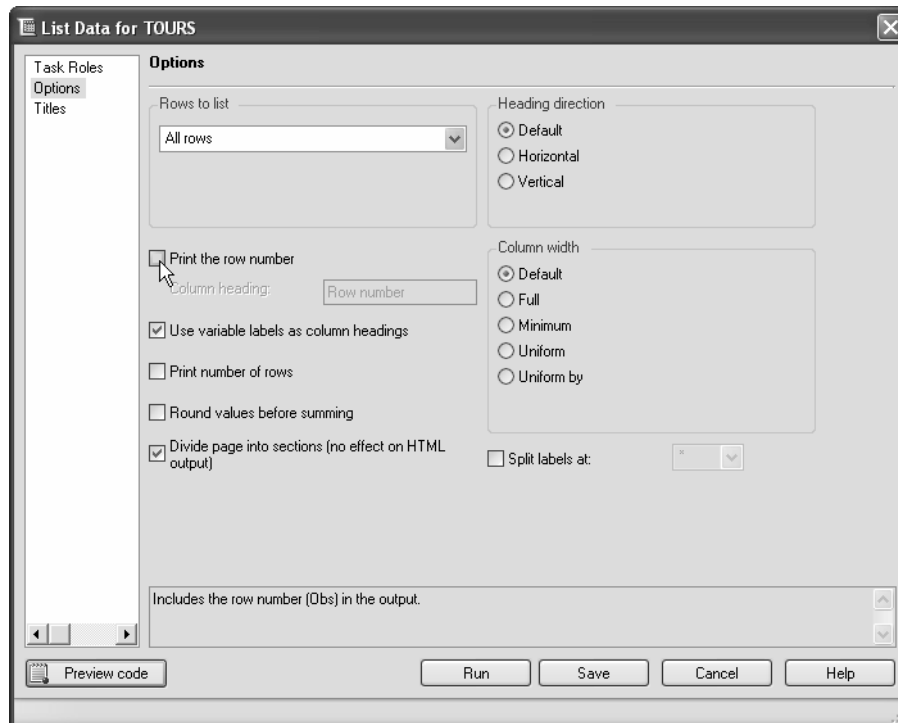 List Data for TOURS
Task Roles
Options
Titles
Options
Rows to list
All rows
Heading direction
Default
Horizontal
Vertical
Print the row number
Column heading:
Row number
Use variable labels as column headings
Print number of rows
Round values before summing
Divide page into sections (no effect on HTML
output)
Column width
Default
Full
Minimum
Uniform
Uniform by
Split labels at:
*
Includes the row number (Obs) in the output.
Preview code
Run
Save
Cancel
Help